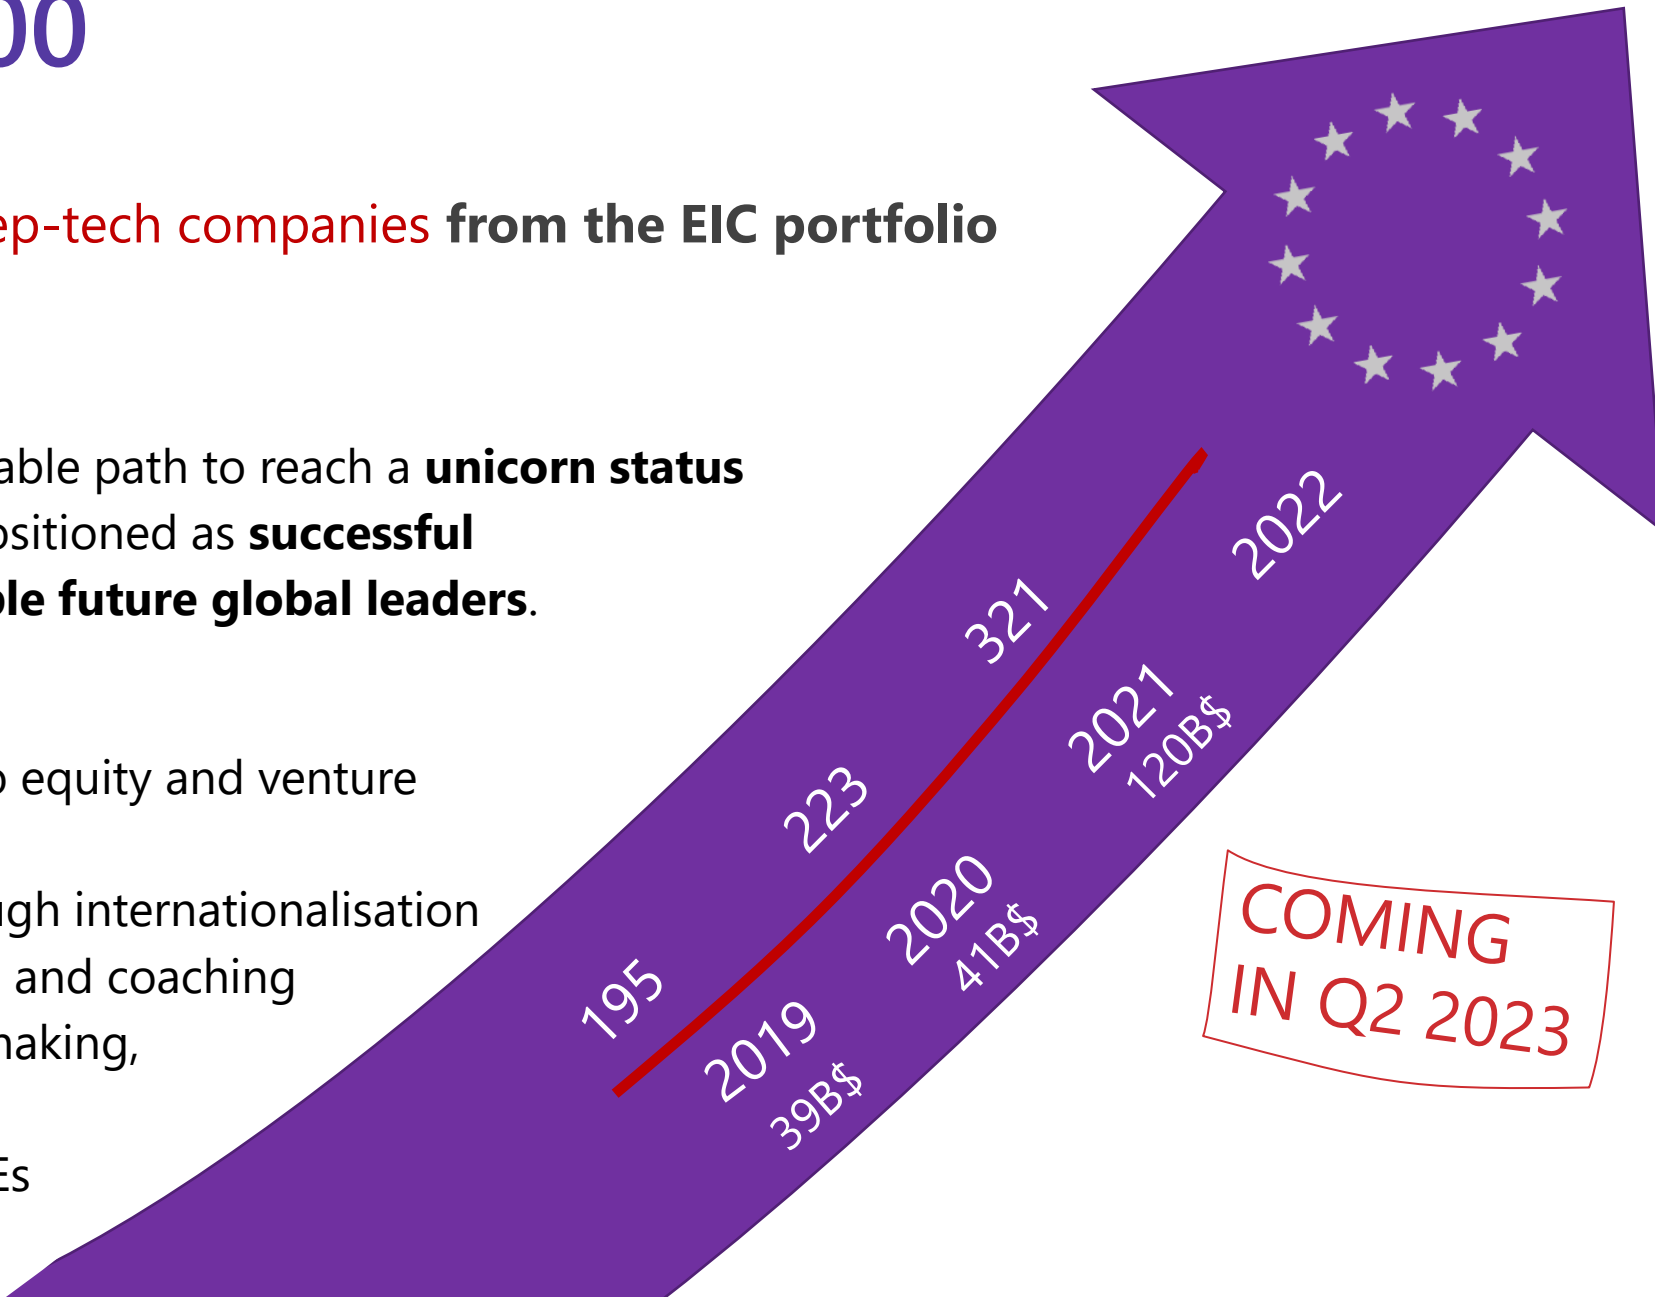 00
ep-tech companies from the EIC portfolio
able path to reach a unicorn status
ositioned as successful
ble future global leaders.
o equity and venture
ugh internationalisation
and coaching
naking,
Es
195
223
321
2019
39B$
2020
41B$
2021
120B$
2022
COMING
IN Q2 2023